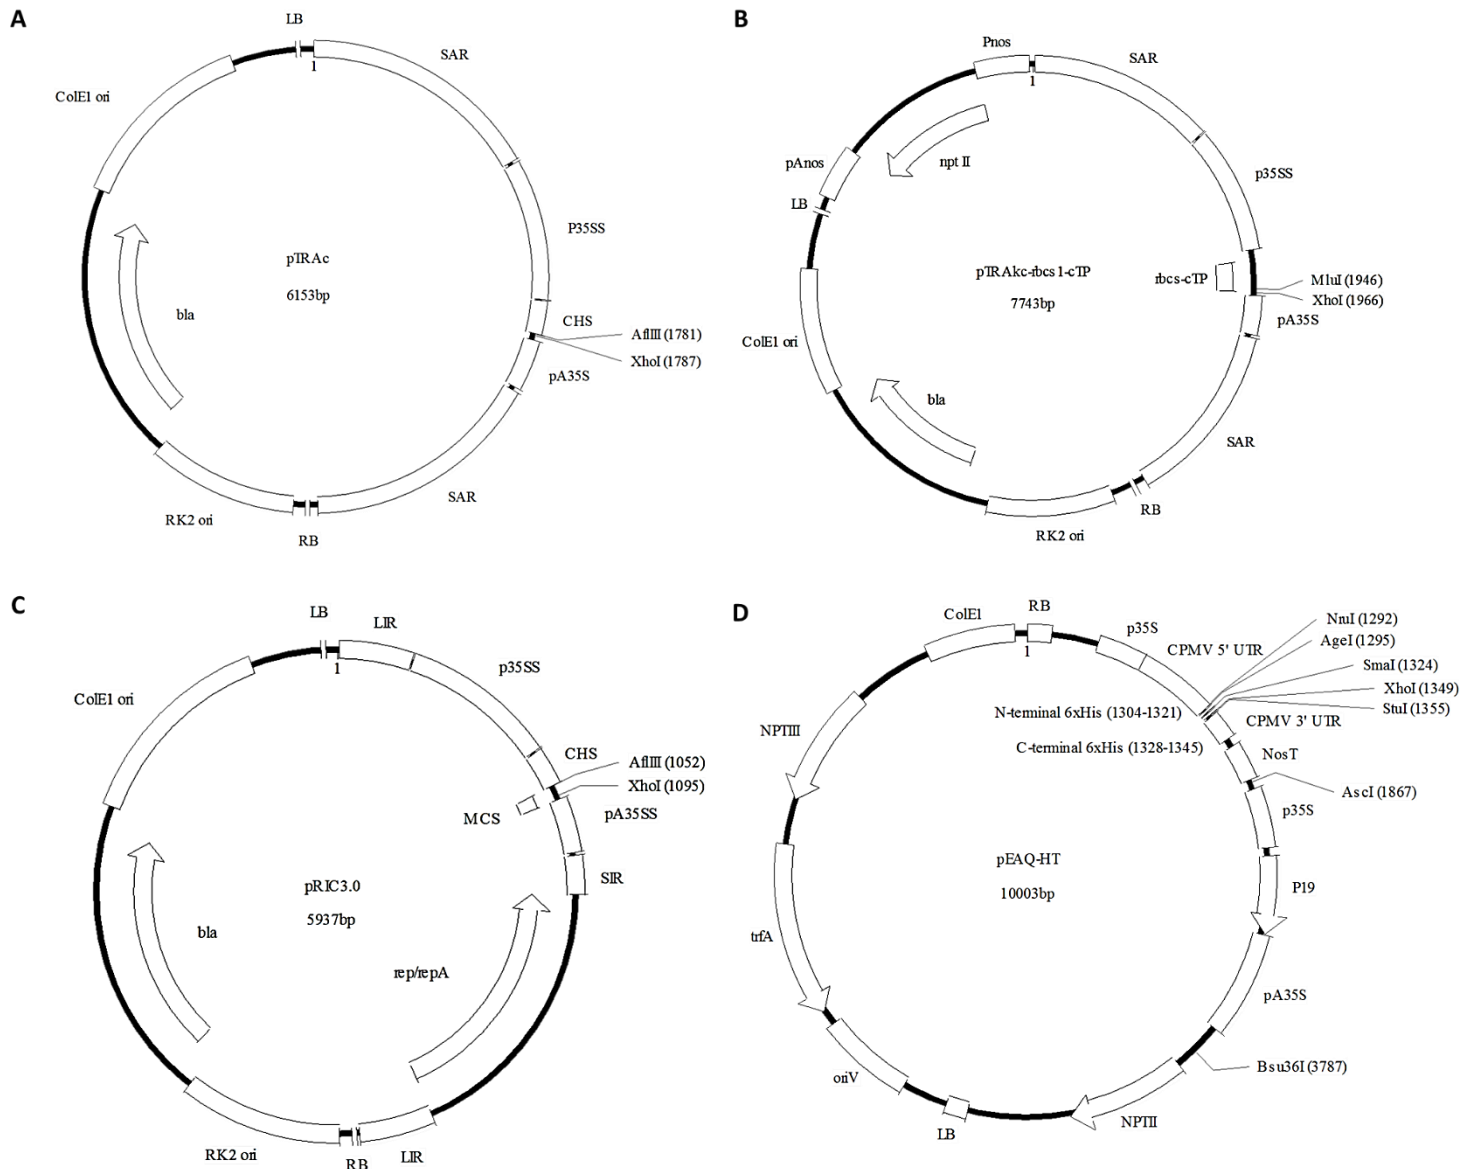 A
LB
1
SAR
ColE1 ori
P35SS
pTRAc
6153bp
bla
CHS
AflIII (1781)
XhoI (1787)
pA35S
SAR
RK2 ori
RB
B
Pnos
1
SAR
npt II
pAnos
p35SS
LB
pTRAkc-rbcs1-cTP
7743bp
rbcs-cTP
MluI (1946)
XhoI (1966)
pA35S
ColE1 ori
bla
SAR
RB
RK2 ori
C
LB
LIR
1
p35SS
ColE1 ori
CHS
AflIII (1052)
XhoI (1095)
MCS
pA35SS
pRIC3.0
5937bp
SIR
bla
rep/repA
RK2 ori
RB
LIR
D
ColE1
RB
1
p35S
CPMV 5' UTR
NruI (1292)
AgeI (1295)
SmaI (1324)
XhoI (1349)
StuI (1355)
N-terminal 6xHis (1304-1321)
CPMV 3' UTR
C-terminal 6xHis (1328-1345)
NPTIII
NosT
AscI (1867)
p35S
pEAQ-HT
10003bp
P19
trfA
pA35S
Bsu36I (3787)
oriV
NPTII
LB